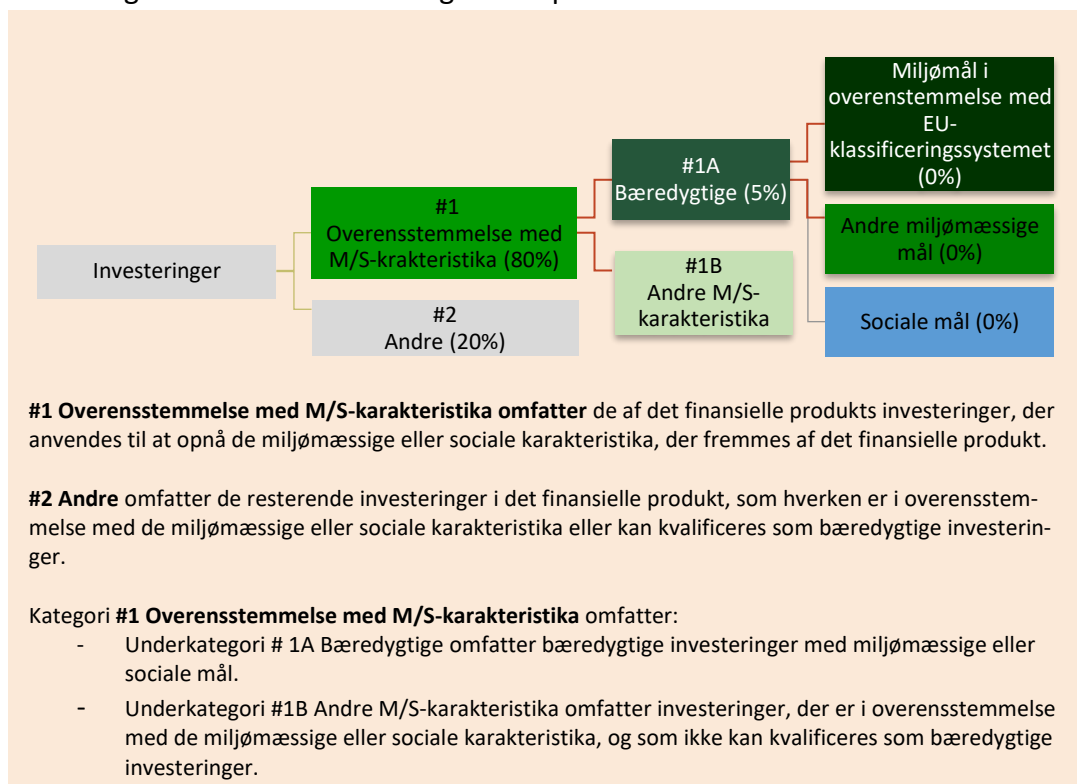 Miljømål i
overenstemmelse med
EU-
klassificeringssystemet
(0%)
#1A
Bæredygtige (5%)
#1
Overensstemmelse med
M/S-krakteristika (80%)
Andre miljømæssige
mål (0%)
Investeringer
#1B
Andre M/S-
karakteristika
#2
Andre (20%)
Sociale mål (0%)
#1 Overensstemmelse med M/S-karakteristika omfatter de af det finansielle produkts investeringer, der
anvendes til at opnå de miljømæssige eller sociale karakteristika, der fremmes af det finansielle produkt.
#2 Andre omfatter de resterende investeringer i det finansielle produkt, som hverken er i overensstem-
melse med de miljømæssige eller sociale karakteristika eller kan kvalificeres som bæredygtige investerin-
ger.
Kategori #1 Overensstemmelse med M/S-karakteristika omfatter:
- Underkategori # 1A Bæredygtige omfatter bæredygtige investeringer med miljømæssige eller
sociale mål.
- Underkategori #1B Andre M/S-karakteristika omfatter investeringer, der er i overensstemmelse
med de miljømæssige eller sociale karakteristika, og som ikke kan kvalificeres som bæredygtige
investeringer.